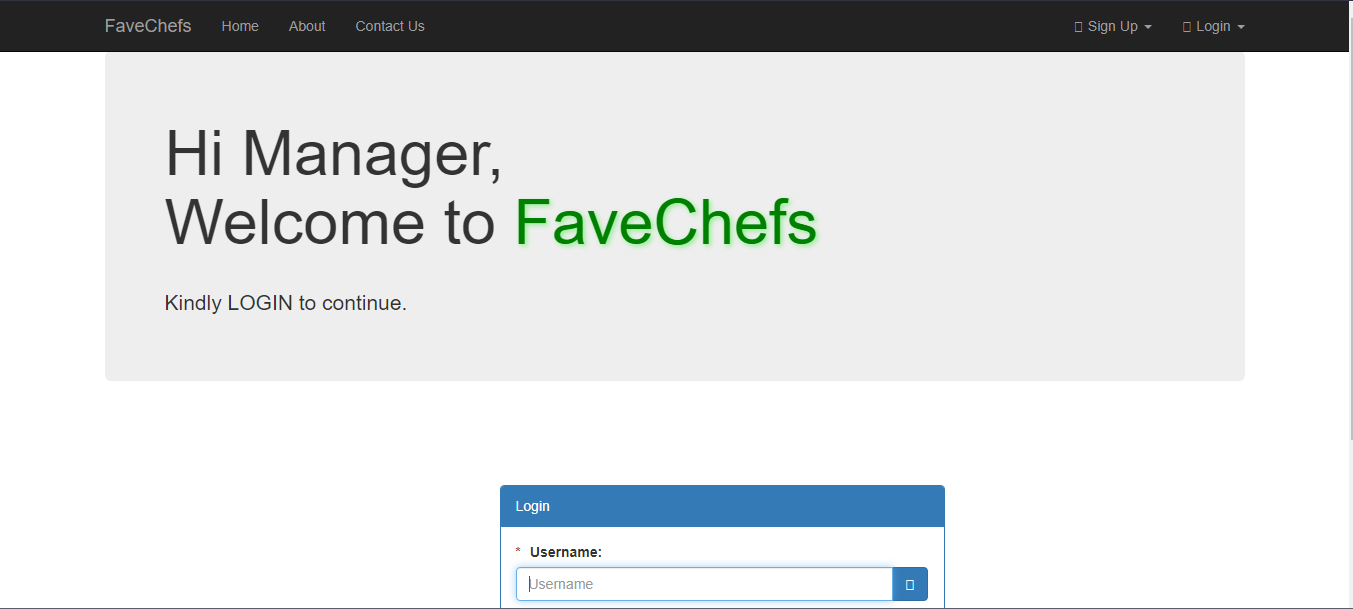 FaveChefs Home About Contact Us Sign Up Login
Hi Manager,
Welcome to FaveChefs
Kindly LOGIN to continue.
Login
* Username:
Username